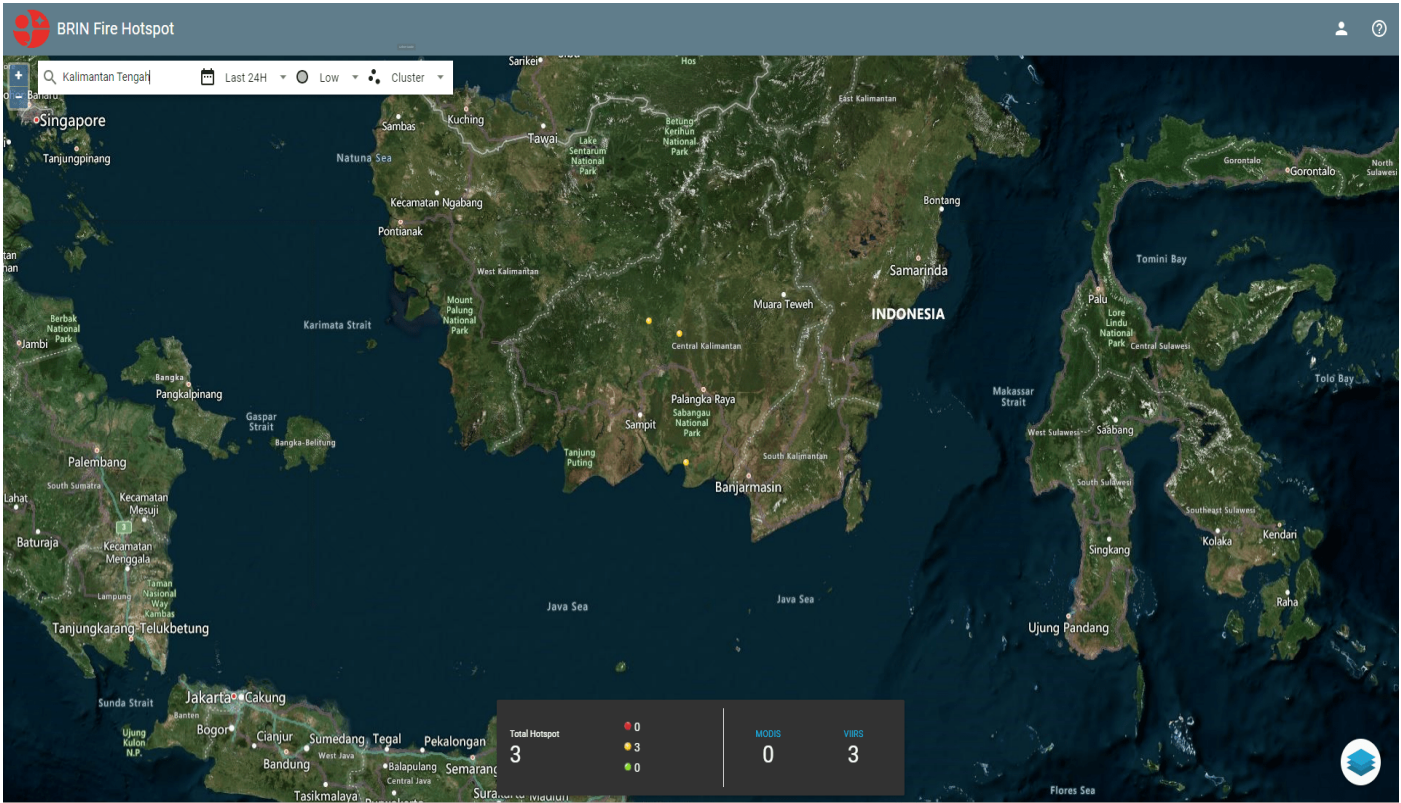 BRIN Fire Hotspot
Kalimantan Tengah
Last 24H
Low
Cluster
+
−
Singapore
Tanjungpinang
Sarikei
Hos
East Kalimantan
Sambas
Kuching
Tawai
Betung
Kerihun
National
Park
Lake
Sentarum
National
Park
Natuna Sea
Kecamatan Ngabang
Pontianak
West Kalimantan
Bontang
Samarinda
Muara Teweh
INDONESIA
Mount
Palung
National
Park
Karimata Strait
Central Kalimantan
Palangka Raya
Sabangau
National
Park
Sampit
Tanjung
Puting
South Kalimantan
Banjarmasin
Gorontalo
Gorontalo
North
Sulawesi
Tomini Bay
Palu
Lore
Lindu
National
Park
Central Sulawesi
Makassar
Strait
Tolo Bay
West Sulawesi
Saabang
South Sulawesi
Southeast Sulawesi
Kolaka
Kendari
Singkang
Raha
Ujung Pandang
Flores Sea
Berbak
National
Park
Jambi
Bangka
Pangkalpinang
Gaspar
Strait
Bangka-Belitung
Palembang
South Sumatra
Lahat
Kecamatan
Mesuji
3
Baturaja
Kecamatan
Menggala
Lampung
Taman
Nasional
Way
Kambas
Tanjungkarang-Telukbetung
Java Sea
Java Sea
Sunda Strait
Jakarta
Cakung
Banten
Ujung
Kulon
N.P.
Bogor
Cianjur
Sumedang
Tegal
Pekalongan
West Java
Bandung
Balapulang
Semarang
Central Java
Tasikmalaya
Total Hotspot
3
0
3
0
MODIS
0
VIIRS
3